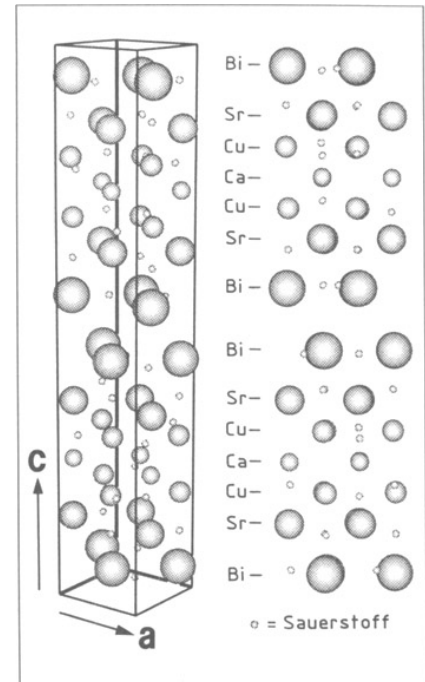 Bi–
Sr–
Cu–
Ca–
Cu–
Sr–
Bi–
Bi–
Sr–
Cu–
Ca–
Cu–
Sr–
Bi–
c
a
= Sauerstoff